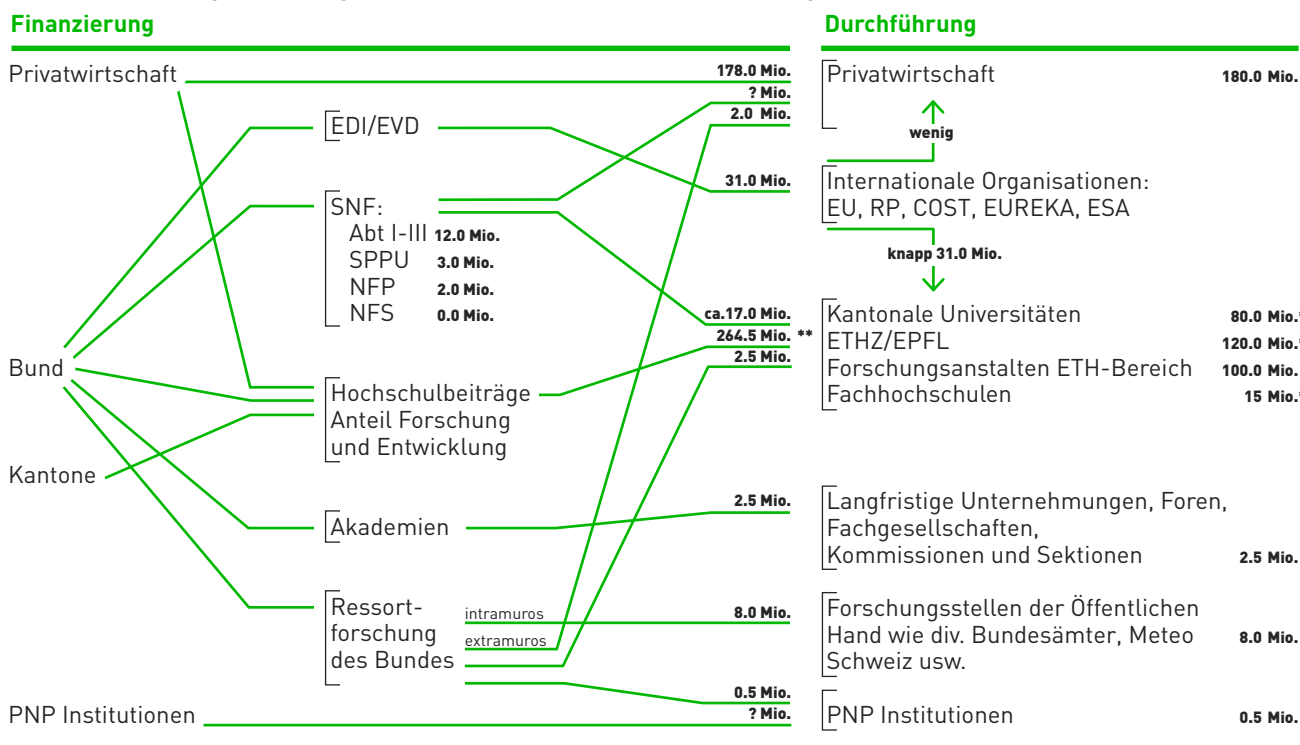 Finanzierung
Durchführung
Privatwirtschaft
178.0 Mio.
? Mio.
2.0 Mio.
Privatwirtschaft
180.0 Mio.
wenig
EDI/EVD
31.0 Mio.
Internationale Organisationen:
EU, RP, COST, EUREKA, ESA
knapp 31.0 Mio.
SNF:
Abt I-III 12.0 Mio.
SPPU 3.0 Mio.
NFP 2.0 Mio.
NFS 0.0 Mio.
ca.17.0 Mio.
264.5 Mio. **
2.5 Mio.
Kantonale Universitäten 80.0 Mio.*
ETHZ/EPFL 120.0 Mio.*
Forschungsanstalten ETH-Bereich 100.0 Mio.
Fachhochschulen 15 Mio.*
Bund
Hochschulbeiträge
Anteil Forschung
und Entwicklung
Kantone
Akademien
2.5 Mio.
Langfristige Unternehmungen, Foren,
Fachgesellschaften,
Kommissionen und Sektionen 2.5 Mio.
Ressort-
forschung
des Bundes
intramuros
extramuros
8.0 Mio.
Forschungsstellen der Öffentlichen
Hand wie div. Bundesämter, Meteo 8.0 Mio.
Schweiz usw.
0.5 Mio.
? Mio.
PNP Institutionen
PNP Institutionen 0.5 Mio.